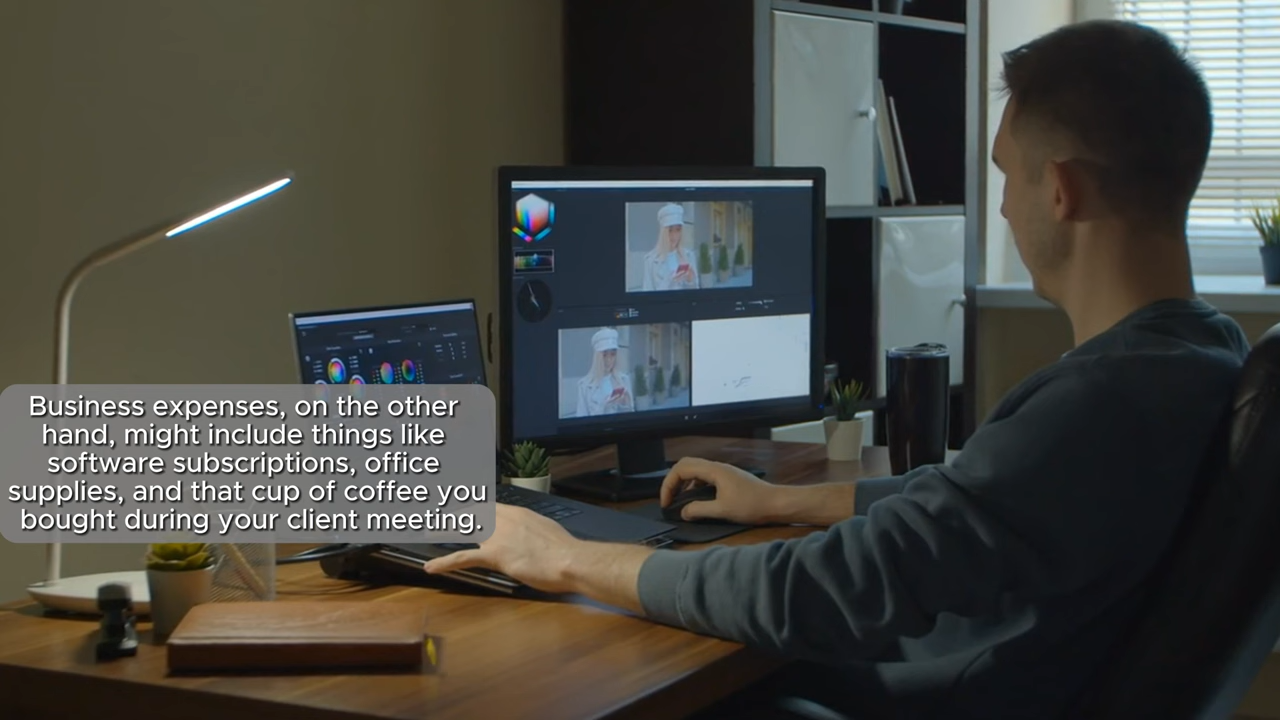 Business expenses, on the other
hand, might include things like
software subscriptions, office
supplies, and that cup of coffee you
bought during your client meeting.